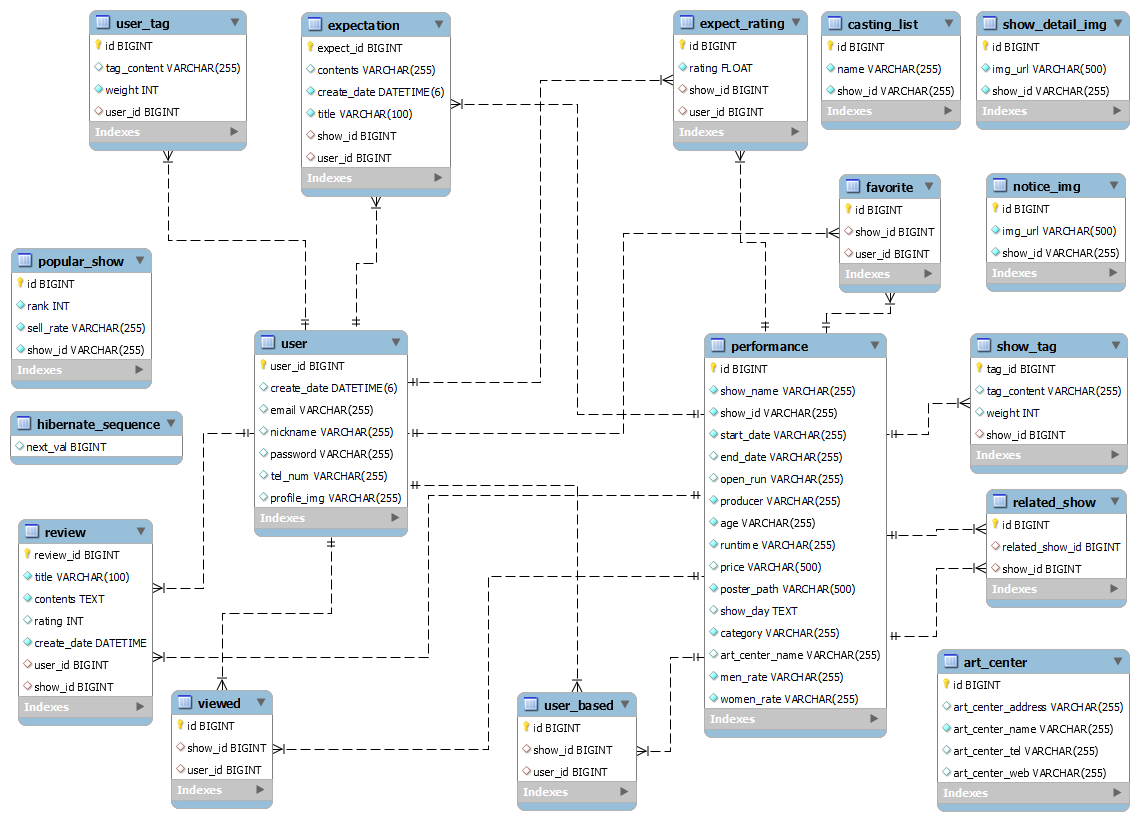 user_tag
id BIGINT
tag_content VARCHAR(255)
weight INT
user_id BIGINT
Indexes
expectation
expect_id BIGINT
contents VARCHAR(255)
create_date DATETIME(6)
title VARCHAR(100)
show_id BIGINT
user_id BIGINT
Indexes
expect_rating
id BIGINT
rating FLOAT
show_id BIGINT
user_id BIGINT
Indexes
casting_list
id BIGINT
name VARCHAR(255)
show_id VARCHAR(255)
Indexes
show_detail_img
id BIGINT
img_url VARCHAR(500)
show_id VARCHAR(255)
Indexes
favorite
id BIGINT
show_id BIGINT
user_id BIGINT
Indexes
notice_img
id BIGINT
img_url VARCHAR(500)
show_id VARCHAR(255)
Indexes
popular_show
id BIGINT
rank INT
sell_rate VARCHAR(255)
show_id VARCHAR(255)
Indexes
user
user_id BIGINT
create_date DATETIME(6)
email VARCHAR(255)
nickname VARCHAR(255)
password VARCHAR(255)
tel_num VARCHAR(255)
profile_img VARCHAR(255)
Indexes
performance
id BIGINT
show_name VARCHAR(255)
show_id VARCHAR(255)
start_date VARCHAR(255)
end_date VARCHAR(255)
open_run VARCHAR(255)
producer VARCHAR(255)
age VARCHAR(255)
runtime VARCHAR(255)
price VARCHAR(500)
poster_path VARCHAR(500)
show_day TEXT
category VARCHAR(255)
art_center_name VARCHAR(255)
men_rate VARCHAR(255)
women_rate VARCHAR(255)
Indexes
show_tag
tag_id BIGINT
tag_content VARCHAR(255)
weight INT
show_id BIGINT
Indexes
hibernate_sequence
next_val BIGINT
related_show
id BIGINT
related_show_id BIGINT
show_id BIGINT
Indexes
review
review_id BIGINT
title VARCHAR(100)
contents TEXT
rating INT
create_date DATETIME
user_id BIGINT
show_id BIGINT
Indexes
viewed
id BIGINT
show_id BIGINT
user_id BIGINT
Indexes
user_based
id BIGINT
show_id BIGINT
user_id BIGINT
Indexes
art_center
id BIGINT
art_center_address VARCHAR(255)
art_center_name VARCHAR(255)
art_center_tel VARCHAR(255)
art_center_web VARCHAR(255)
Indexes